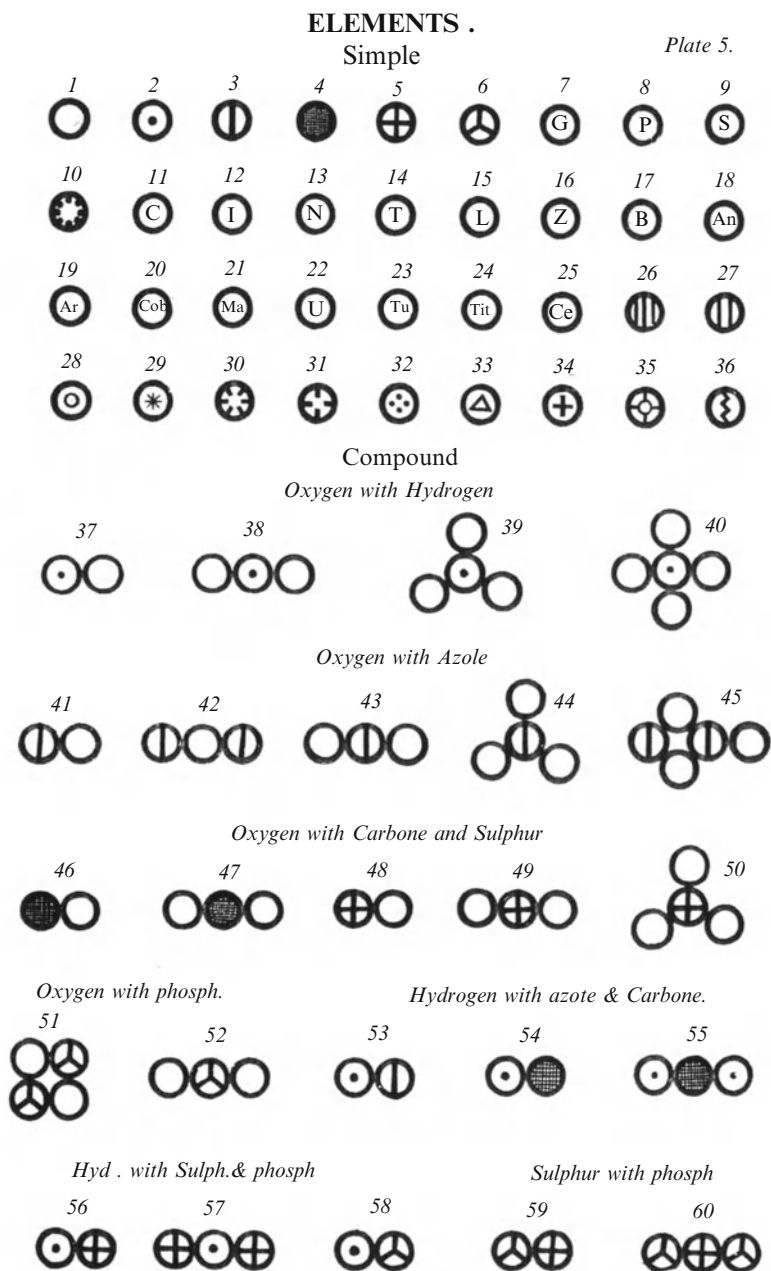 ELEMENTS .
Simple
Plate 5.
1 2 3 4 5 6 7 8 9
G P S
10 11 12 13 14 15 16 17 18
C I N T L Z B An
19 20 21 22 23 24 25 26 27
Ar Cob Ma U Tu Tit Ce
28 29 30 31 32 33 34 35 36
Compound
Oxygen with Hydrogen
37 38 39 40
Oxygen with Azole
41 42 43 44 45
Oxygen with Carbone and Sulphur
46 47 48 49 50
Oxygen with phosph. Hydrogen with azote & Carbone.
51 52 53 54 55
Hyd . with Sulph.& phosph Sulphur with phosph
56 57 58 59 60